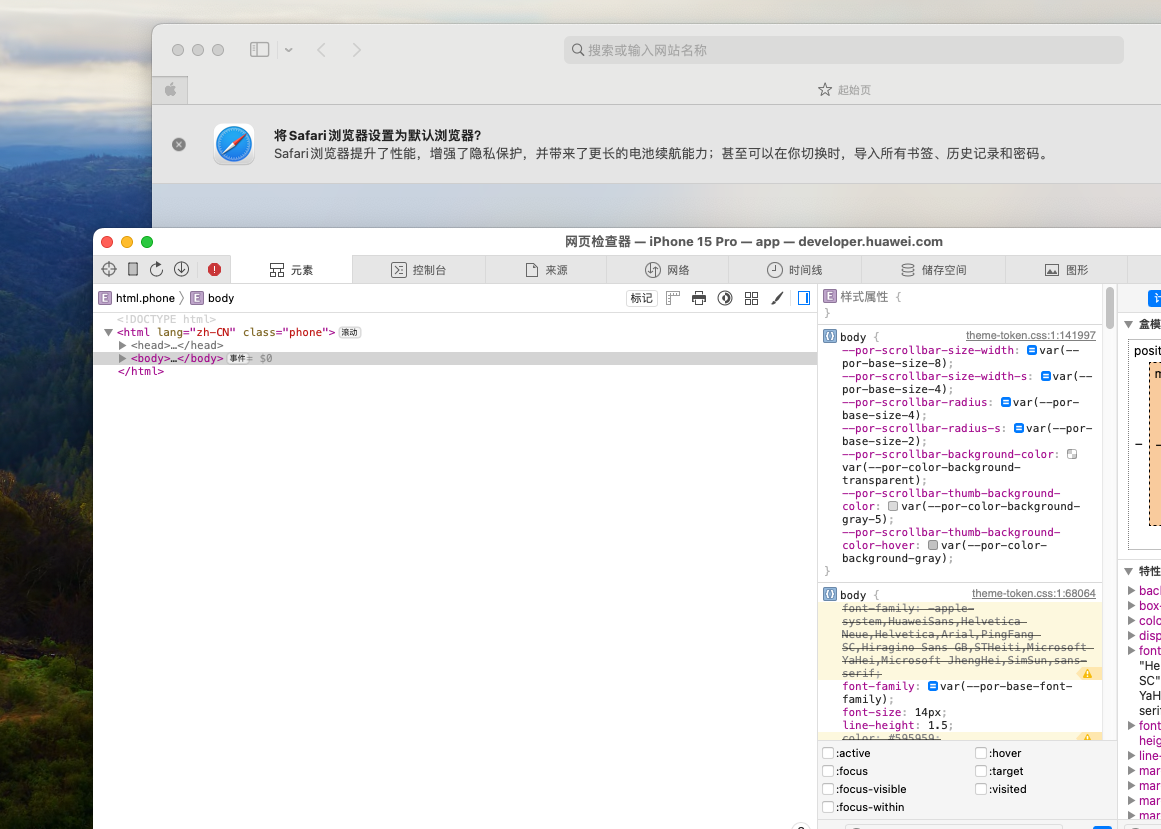 搜索或输入网站名称
起始页
将Safari浏览器设置为默认浏览器?
Safari浏览器提升了性能，增强了隐私保护，并带来了更长的电池续航能力；甚至可以在你切换时，导入所有书签、历史记录和密码。
网页检查器 — iPhone 15 Pro — app — developer.huawei.com
元素
控制台
来源
网络
时间线
储存空间
图形
E html.phone 〉 E body
标记
<!DOCTYPE html>
<html lang="zh-CN" class="phone"> 滚动
<head>…</head>
<body>…</body> 事件 = $0
</html>
E 样式属性 {
}
body { theme-token.css:1:141997
--por-scrollbar-size-width: var(--
por-base-size-8);
--por-scrollbar-size-width-s: var(--
por-base-size-4);
--por-scrollbar-radius: var(--por-
base-size-4);
--por-scrollbar-radius-s: var(--por-
base-size-2);
--por-scrollbar-background-color:
var(--por-color-background-
transparent);
--por-scrollbar-thumb-background-
color: var(--por-color-background-
gray-5);
--por-scrollbar-thumb-background-
color-hover: var(--por-color-
background-gray);
}
body { theme-token.css:1:68064
font-family: -apple-
system,HuaweiSans,Helvetica
Neue,Helvetica,Arial,PingFang
SC,Hiragino Sans GB,STHeiti,Microsoft
YaHei,Microsoft JhengHei,SimSun,sans-
serif;
font-family: var(--por-base-font-
family);
font-size: 14px;
line-height: 1.5;
color: #595959;
:active
:hover
:focus
:target
:focus-visible
:visited
:focus-within
盒模
posit
m
特性
bac
box-
colo
disp
font
"He
SC"
YaH
seri
font
heig
line-
mar
mar
mar
mar